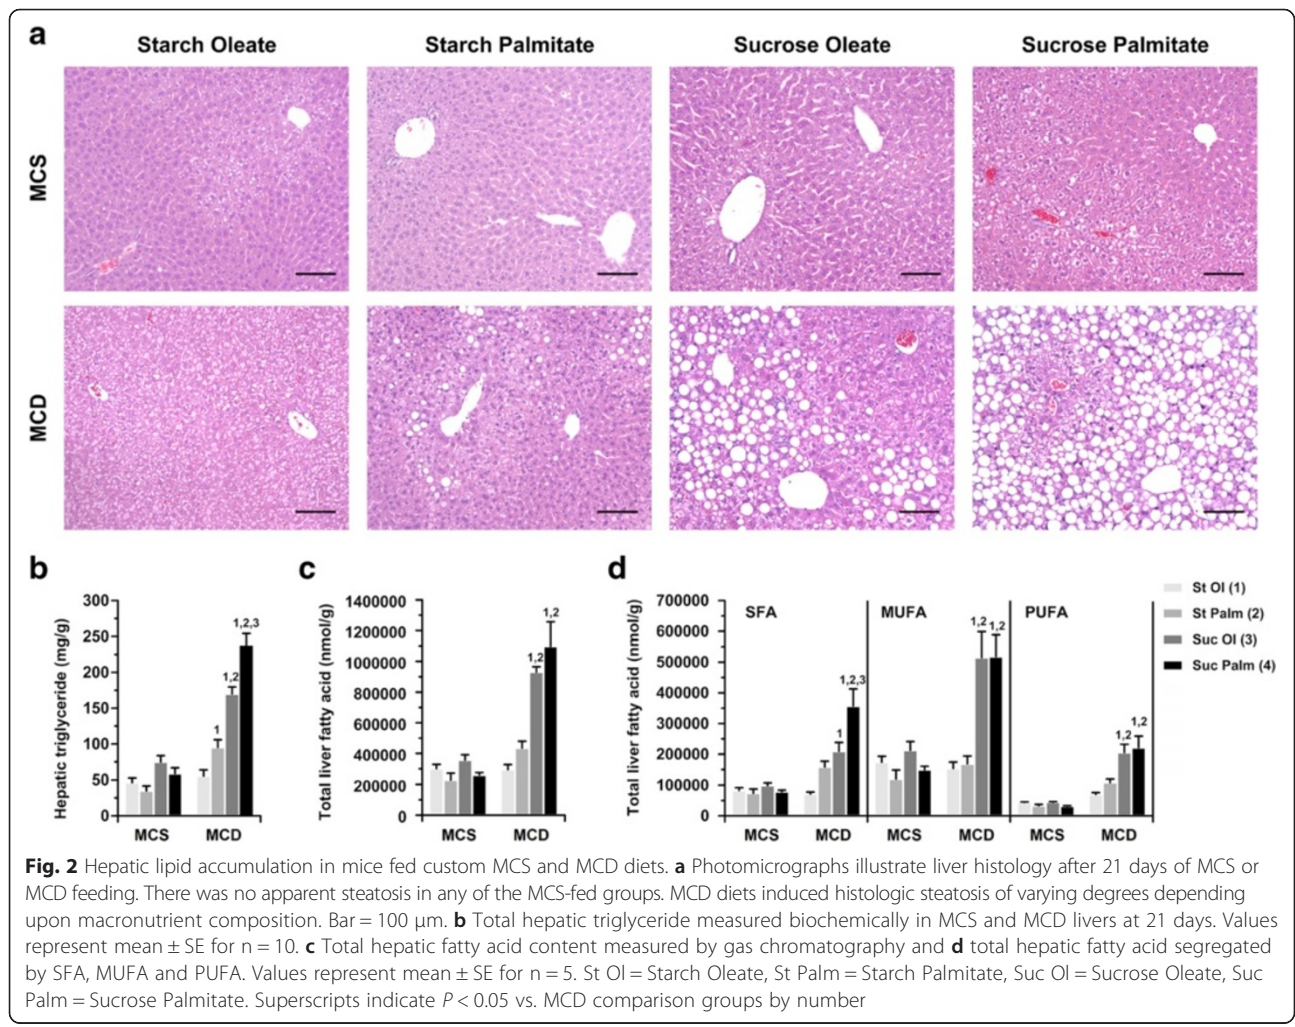 a
Starch Oleate
Starch Palmitate
Sucrose Oleate
Sucrose Palmitate
MCS
MCD
b
Hepatic triglyceride (mg/g)
300
250
200
150
100
50
0
1
1,2
1,2,3
MCS
MCD
c
Total liver fatty acid (nmol/g)
1400000
1200000
1000000
800000
600000
400000
200000
0
1,2
1,2
MCS
MCD
d
Total liver fatty acid (nmol/g)
700000
600000
500000
400000
300000
200000
100000
0
SFA
1
1,2,3
MCS
MCD
MUFA
1,2
1,2
MCS
MCD
PUFA
1,2
1,2
MCS
MCD
St Ol (1)
St Palm (2)
Suc Ol (3)
Suc Palm (4)
Fig. 2 Hepatic lipid accumulation in mice fed custom MCS and MCD diets. a Photomicrographs illustrate liver histology after 21 days of MCS or
MCD feeding. There was no apparent steatosis in any of the MCS-fed groups. MCD diets induced histologic steatosis of varying degrees depending
upon macronutrient composition. Bar = 100 μm. b Total hepatic triglyceride measured biochemically in MCS and MCD livers at 21 days. Values
represent mean ± SE for n = 10. c Total hepatic fatty acid content measured by gas chromatography and d total hepatic fatty acid segregated
by SFA, MUFA and PUFA. Values represent mean ± SE for n = 5. St Ol = Starch Oleate, St Palm = Starch Palmitate, Suc Ol = Sucrose Oleate, Suc
Palm = Sucrose Palmitate. Superscripts indicate P < 0.05 vs. MCD comparison groups by number